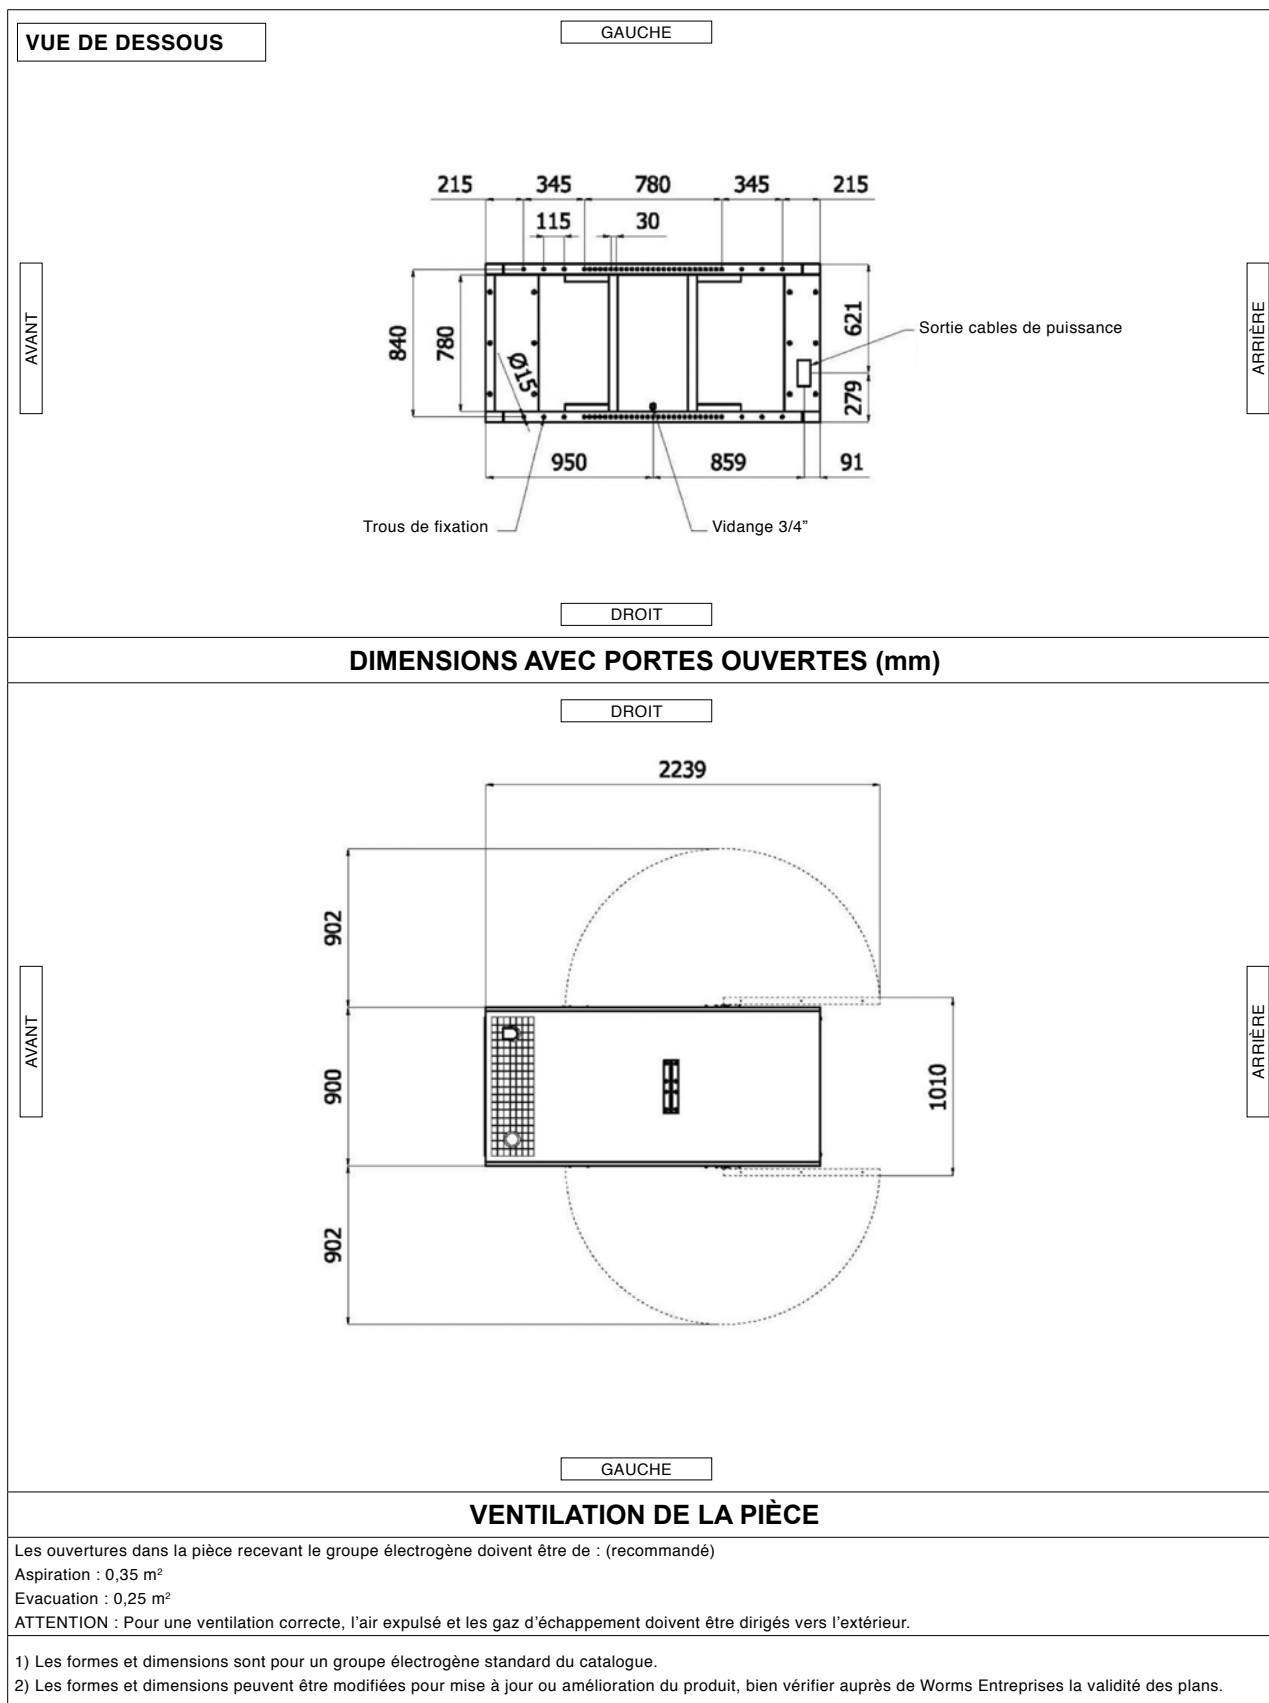 VUE DE DESSOUS
GAUCHE
215 345 780 345 215
115 30
AVANT
ARRIÈRE
840
780
Ø15
621
279
Sortie cables de puissance
950 859 91
Trous de fixation
Vidange 3/4”
DROIT
DIMENSIONS AVEC PORTES OUVERTES (mm)
DROIT
2239
902
AVANT
900
1010
ARRIÈRE
902
GAUCHE
VENTILATION DE LA PIÈCE
Les ouvertures dans la pièce recevant le groupe électrogène doivent être de : (recommandé)
Aspiration : 0,35 m²
Evacuation : 0,25 m²
ATTENTION : Pour une ventilation correcte, l’air expulsé et les gaz d’échappement doivent être dirigés vers l’extérieur.
1) Les formes et dimensions sont pour un groupe électrogène standard du catalogue.
2) Les formes et dimensions peuvent être modifiées pour mise à jour ou amélioration du produit, bien vérifier auprès de Worms Entreprises la validité des plans.